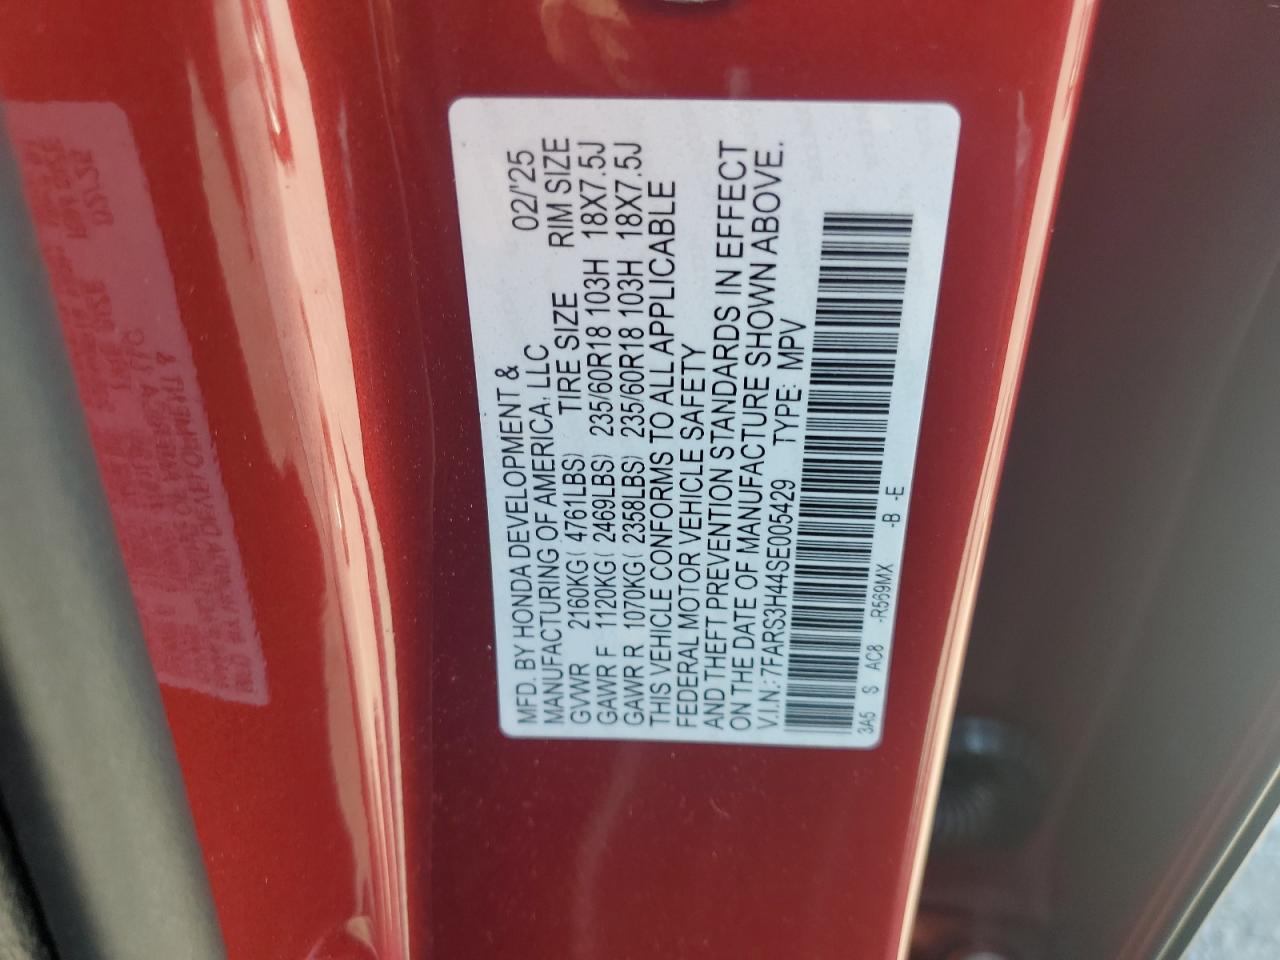 MFD. BY HONDA DEVELOPMENT & 02/'25
MANUFACTURING OF AMERICA, LLC
TIRE SIZE RIM SIZE
GVWR 2160KG( 4761LBS)
GAWR F 1120KG( 2469LBS) 235/60R18 103H 18X7.5J
GAWR R 1070KG( 2358LBS) 235/60R18 103H 18X7.5J
THIS VEHICLE CONFORMS TO ALL APPLICABLE
FEDERAL MOTOR VEHICLE SAFETY
AND THEFT PREVENTION STANDARDS IN EFFECT
ON THE DATE OF MANUFACTURE SHOWN ABOVE.
V.I.N.: 7FARS3H44SE005429 TYPE: MPV
3A5 S AC8 -R569MX -B -E